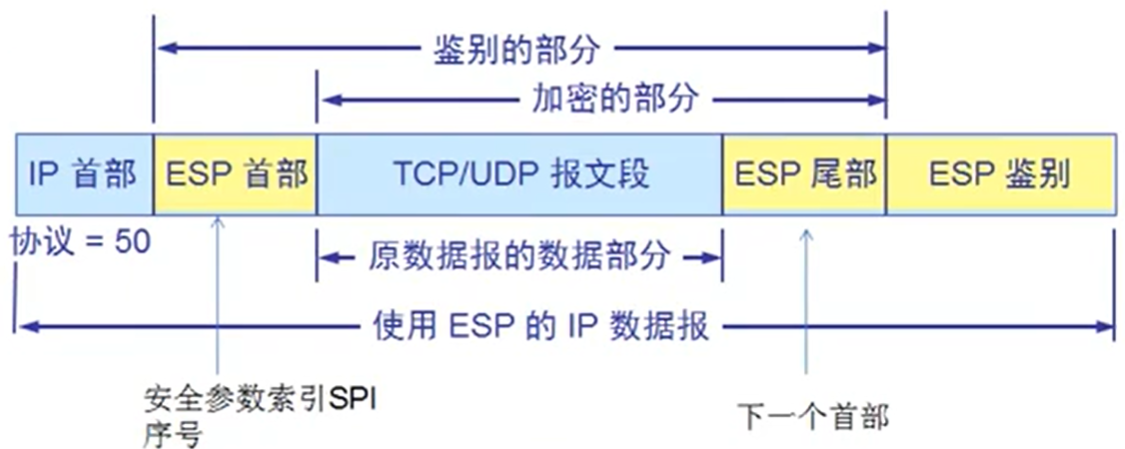 鉴别的部分
加密的部分
IP 首部 ESP 首部 TCP/UDP 报文段 ESP 尾部 ESP 鉴别
协议 = 50
原数据报的数据部分
使用 ESP 的 IP 数据报
安全参数索引SPI
序号
下一个首部